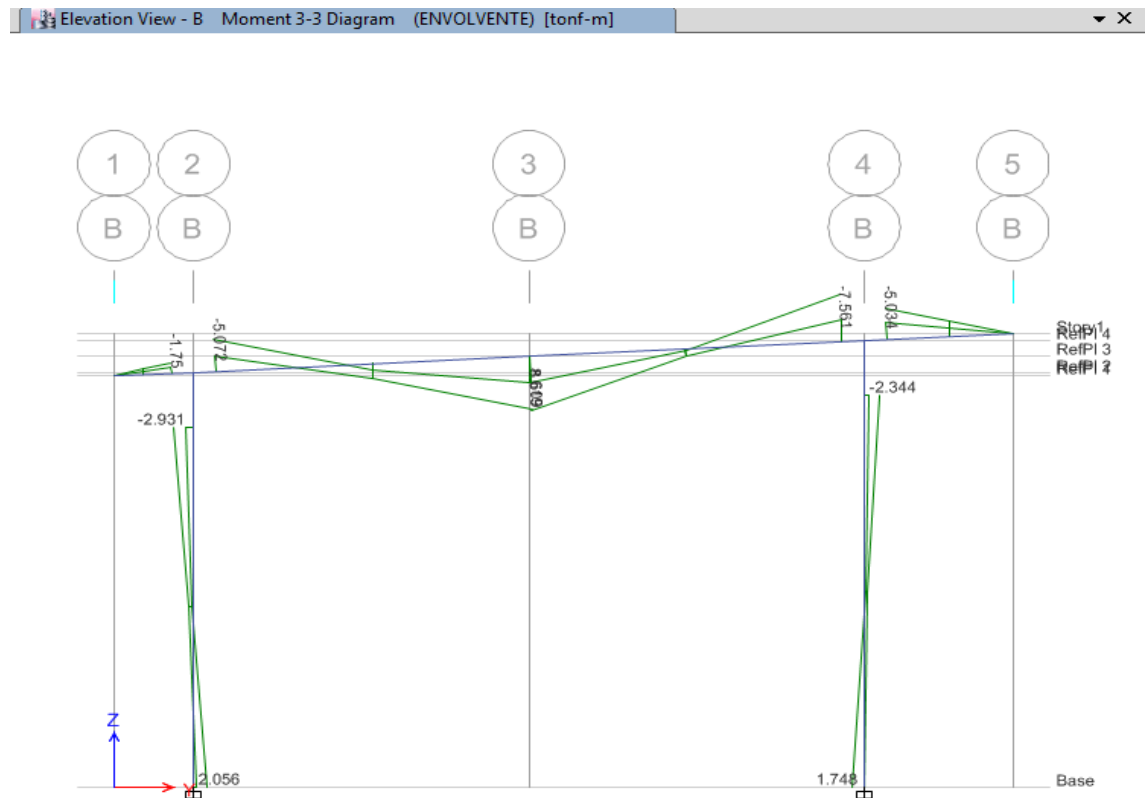 Elevation View - B Moment 3-3 Diagram (ENVOLVENTE) [tonf-m]
1 2 3 4 5
B B B B B
-1.75
-5.072
-7.561
-5.034
Story1
RefPl 4
RefPl 3
-2.344
-2.931
Z
Y
2.056
1.748
Base